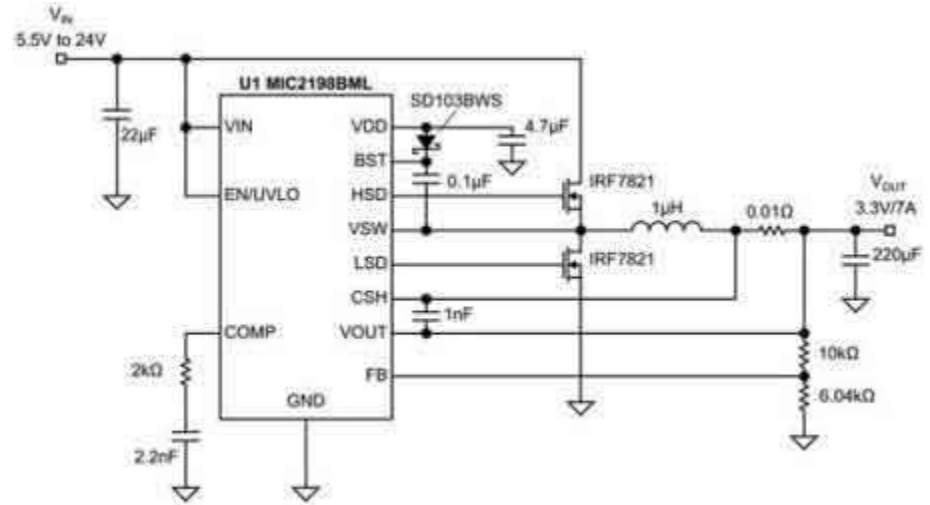 VIN
5.5V to 24V
U1 MIC2198BML
SD103BWS
22µF
VIN
VDD
4.7µF
BST
0.1µF
EN/UVLO
HSD
IRF7821
VSW
1µH
0.01Ω
VOUT
3.3V/7A
LSD
IRF7821
220µF
CSH
1nF
COMP
VOUT
2kΩ
10kΩ
FB
6.04kΩ
GND
2.2nF